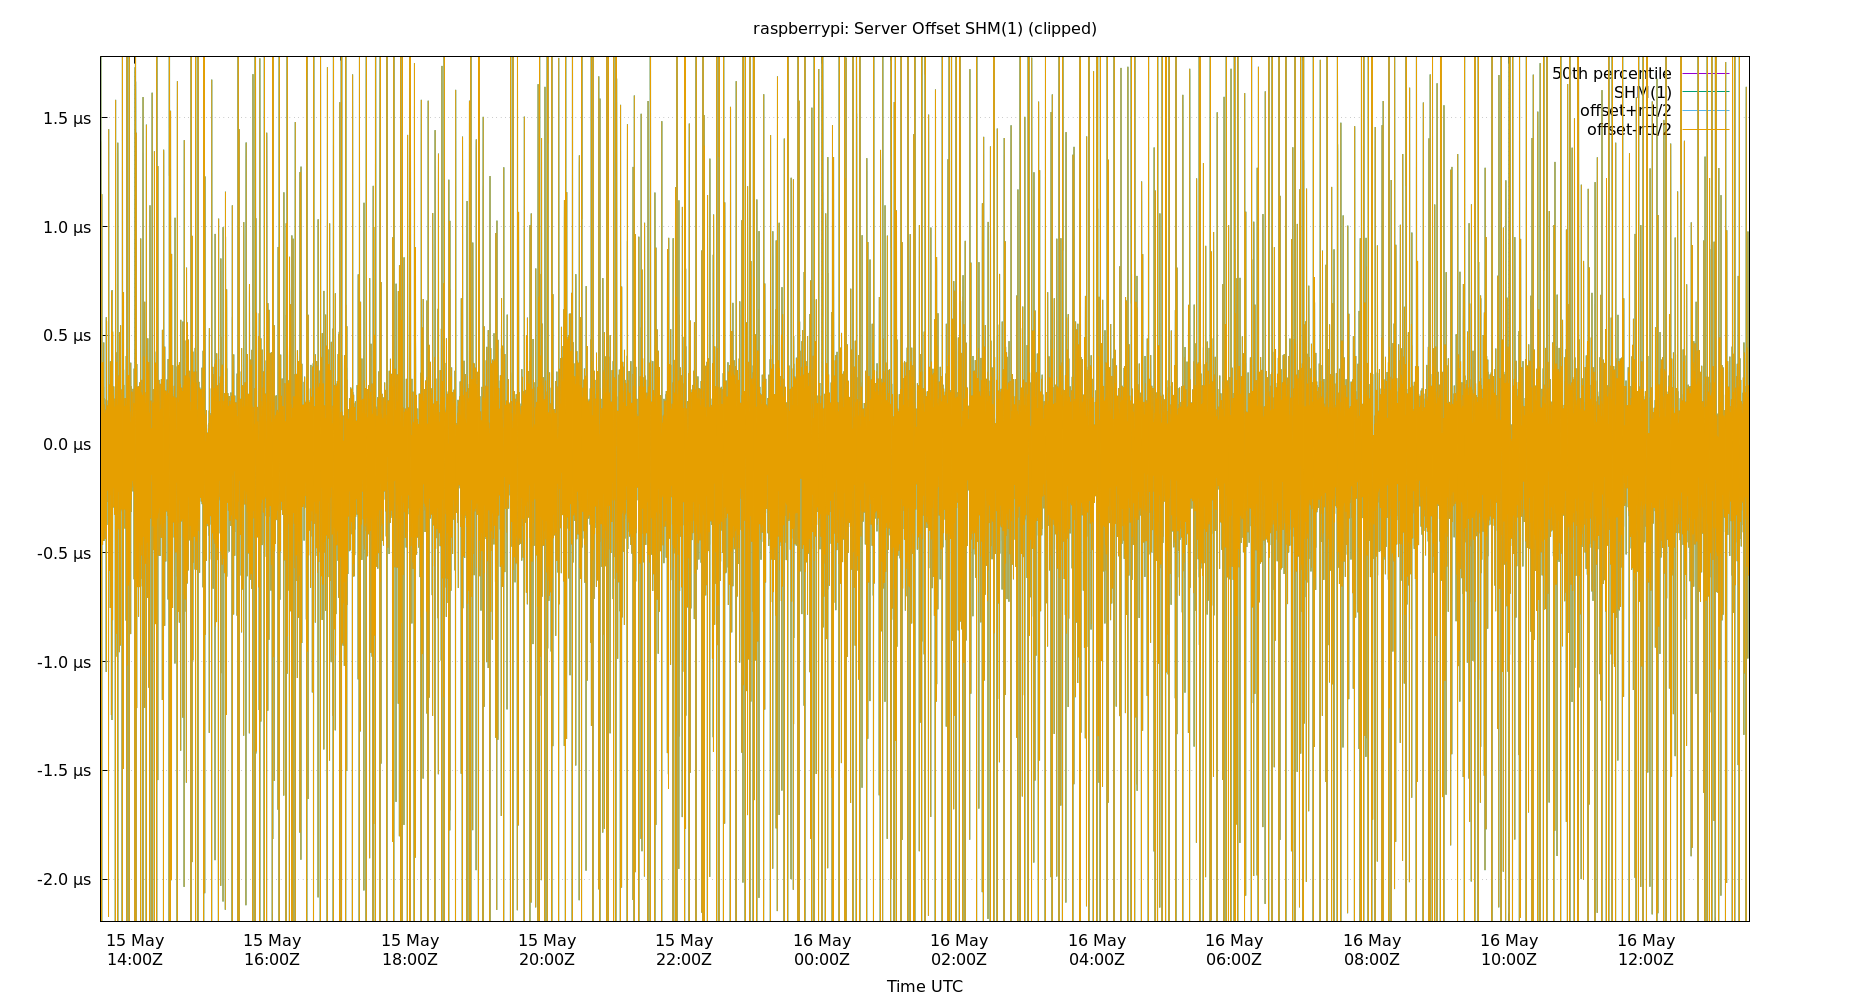 raspberrypi: Server Offset SHM(1) (clipped)
50th percentile
SHM(1)
offset+rtt/2
offset-rtt/2
1.5 µs
1.0 µs
0.5 µs
0.0 µs
-0.5 µs
-1.0 µs
-1.5 µs
-2.0 µs
15 May 15 May 15 May 15 May 15 May 16 May 16 May 16 May 16 May 16 May 16 May 16 May
14:00Z 16:00Z 18:00Z 20:00Z 22:00Z 00:00Z 02:00Z 04:00Z 06:00Z 08:00Z 10:00Z 12:00Z
Time UTC